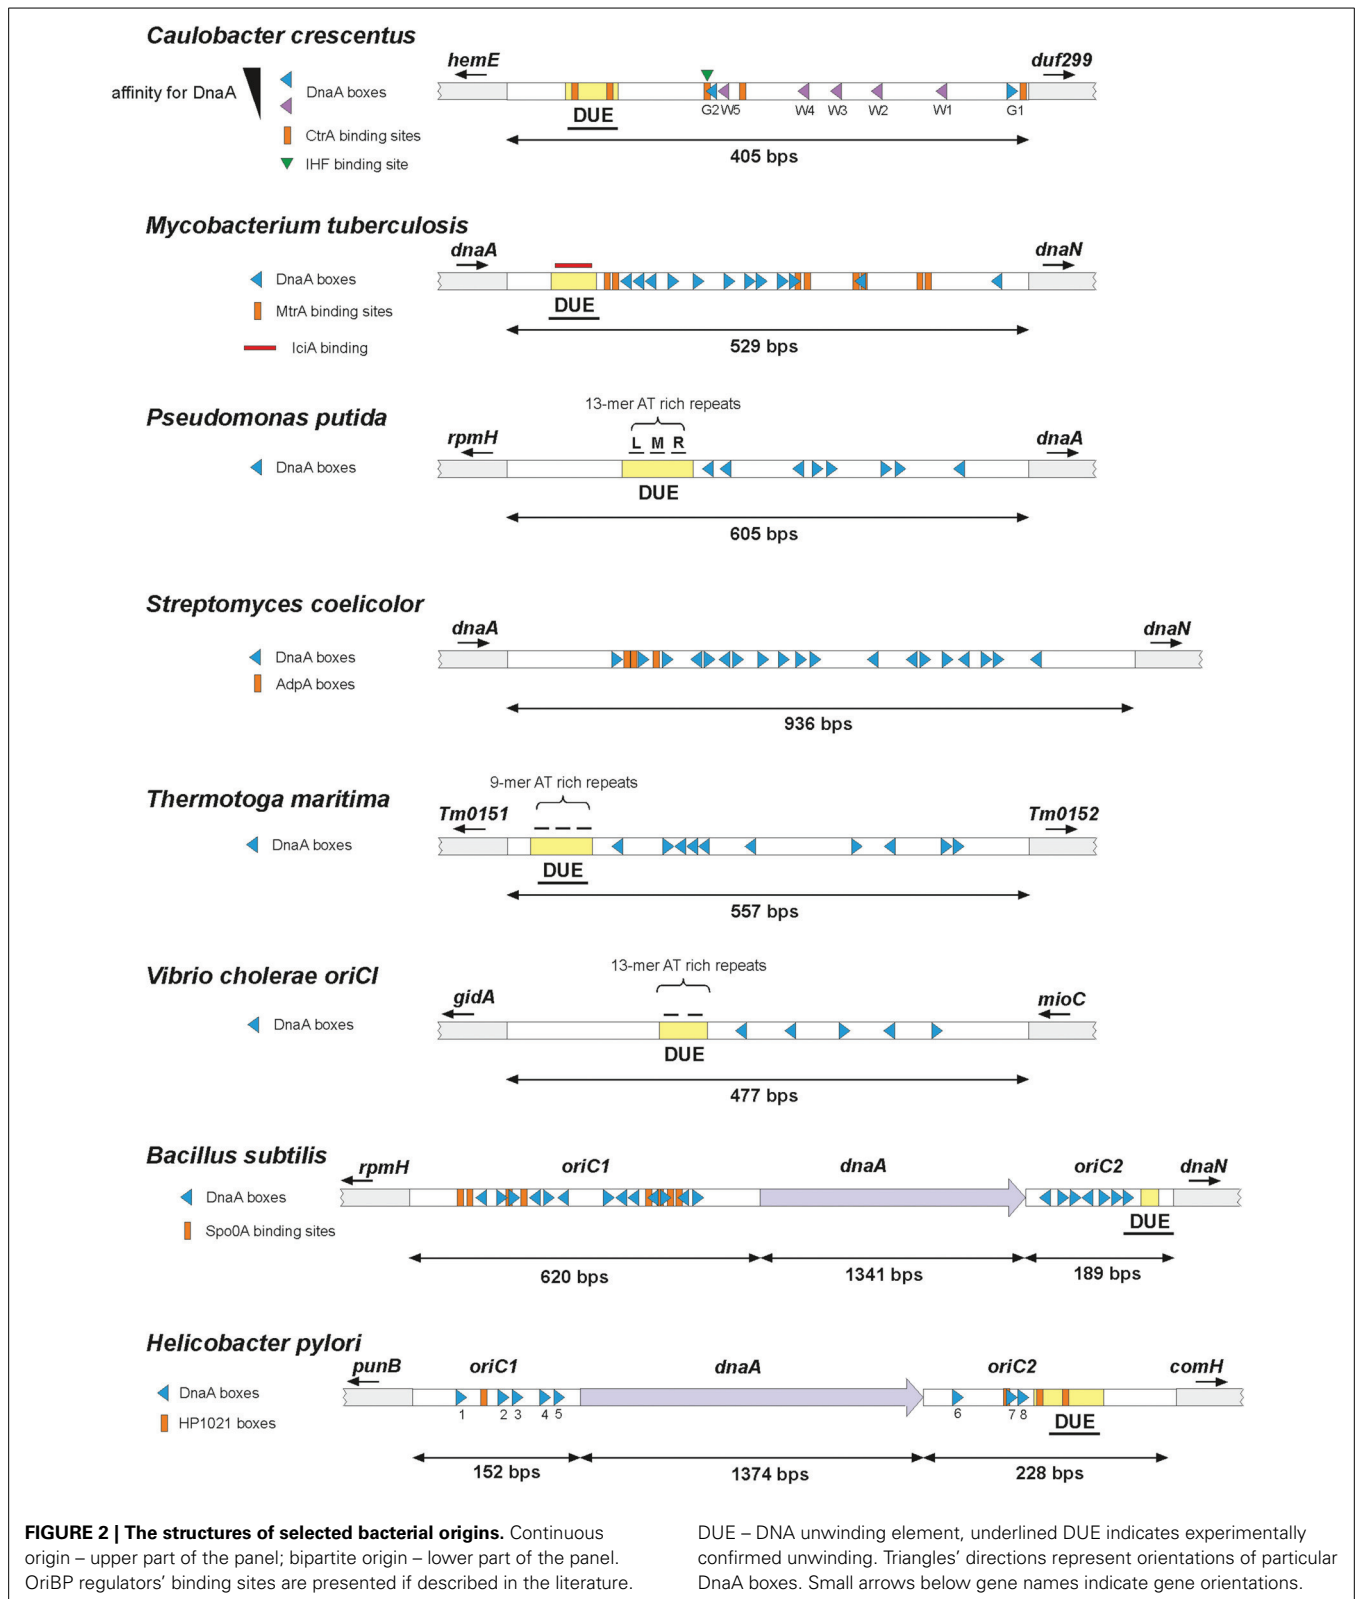 Caulobacter crescentus
hemE
duf299
affinity for DnaA
DnaA boxes
G2
W5
W4
W3
W2
W1
G1
DUE
CtrA binding sites
405 bps
IHF binding site
Mycobacterium tuberculosis
dnaA
dnaN
DnaA boxes
DUE
MtrA binding sites
529 bps
IciA binding
13-mer AT rich repeats
Pseudomonas putida
rpmH
L M R
dnaA
DnaA boxes
DUE
605 bps
Streptomyces coelicolor
dnaA
dnaN
DnaA boxes
AdpA boxes
936 bps
9-mer AT rich repeats
Thermotoga maritima
Tm0151
Tm0152
DnaA boxes
DUE
557 bps
13-mer AT rich repeats
Vibrio cholerae oriCI
gidA
mioC
DnaA boxes
DUE
477 bps
Bacillus subtilis
rpmH
oriC1
dnaA
oriC2
dnaN
DnaA boxes
DUE
Spo0A binding sites
620 bps
1341 bps
189 bps
Helicobacter pylori
punB
oriC1
dnaA
oriC2
comH
DnaA boxes
1
2
3
4
5
6
7
8
HP1021 boxes
DUE
152 bps
1374 bps
228 bps
FIGURE 2 | The structures of selected bacterial origins. Continuous
origin – upper part of the panel; bipartite origin – lower part of the panel.
OriBP regulators' binding sites are presented if described in the literature.
DUE – DNA unwinding element, underlined DUE indicates experimentally
confirmed unwinding. Triangles' directions represent orientations of particular
DnaA boxes. Small arrows below gene names indicate gene orientations.